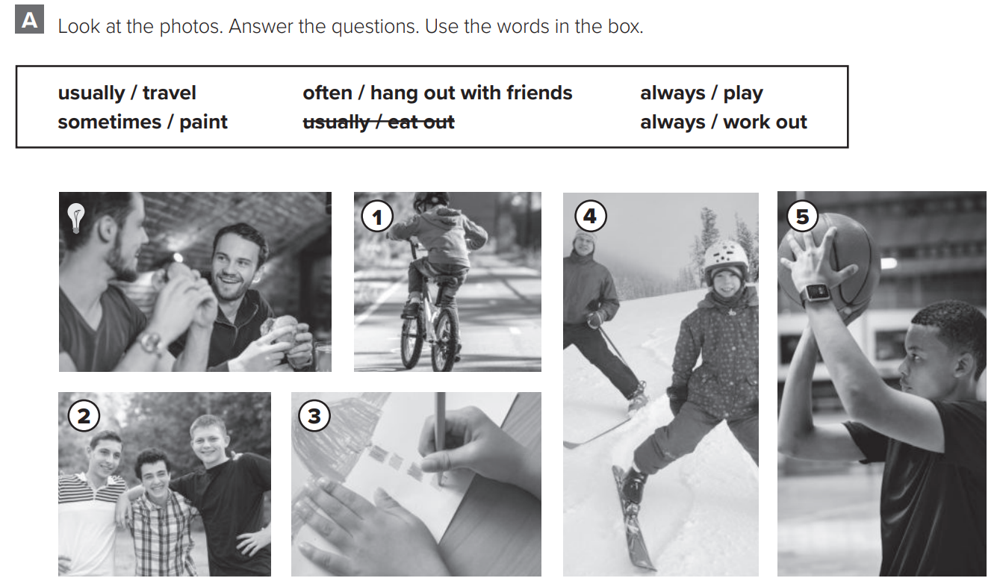 A Look at the photos. Answer the questions. Use the words in the box.
usually / travel often / hang out with friends always / play
sometimes / paint usually / eat out always / work out
1
4
5
2
3